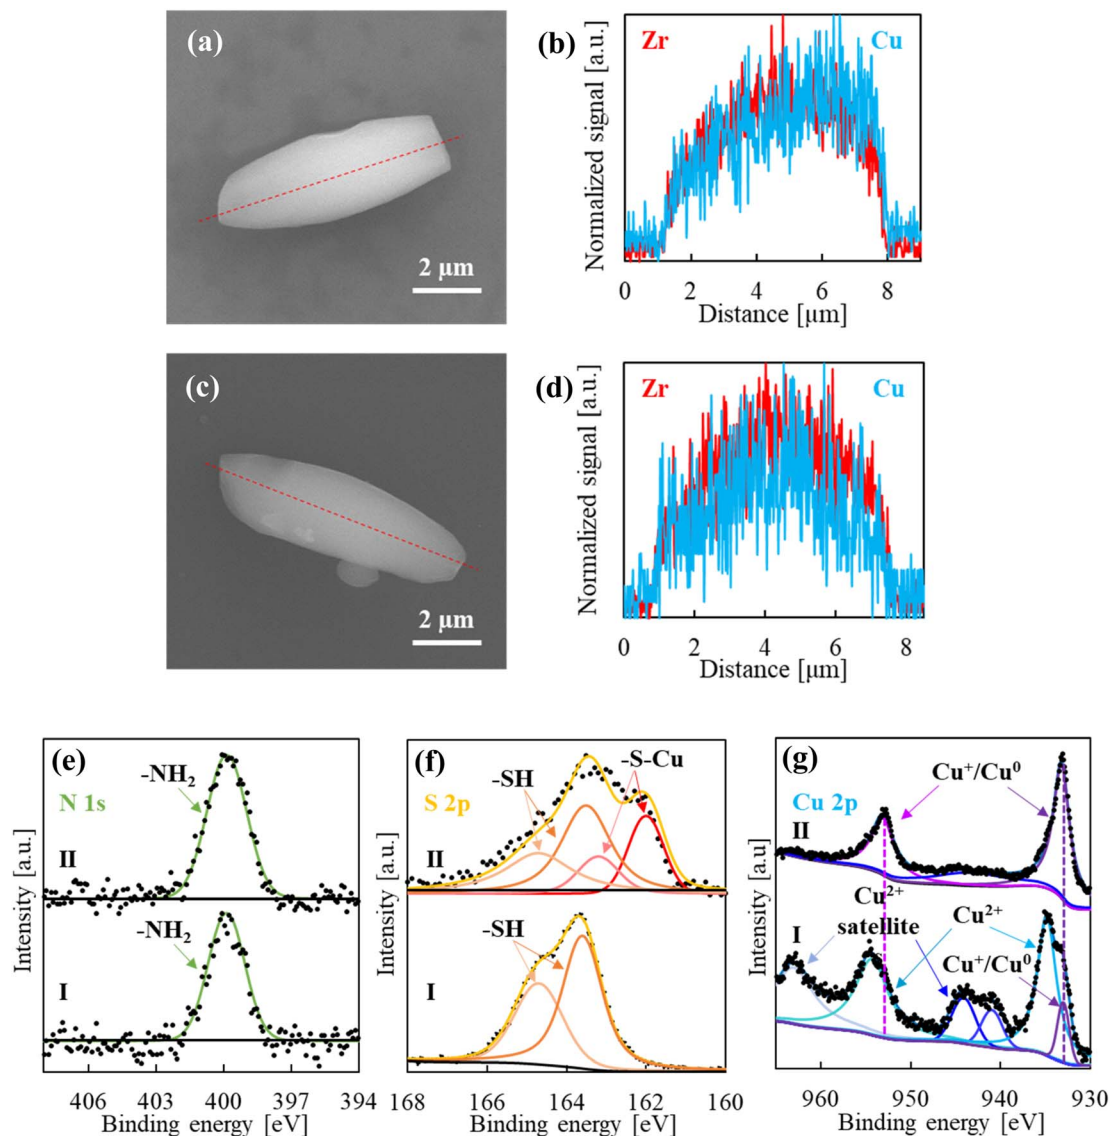 (a)
2 μm
(b)
Zr
Cu
Normalized signal [a.u.]
0 2 4 6 8
Distance [μm]
(c)
2 μm
(d)
Zr
Cu
Normalized signal [a.u.]
0 2 4 6 8
Distance [μm]
(e)
-NH2
N 1s
II
-NH2
I
Intensity [a.u.]
406 403 400 397 394
Binding energy [eV]
(f)
-SH
-S-Cu
S 2p
II
-SH
I
Intensity [a.u.]
168 166 164 162 160
Binding energy [eV]
(g)
Cu+/Cu0
Cu 2p
II
Cu2+
satellite
Cu2+
I
Cu+/Cu0
Intensity [a.u.]
960 950 940 930
Binding energy [eV]